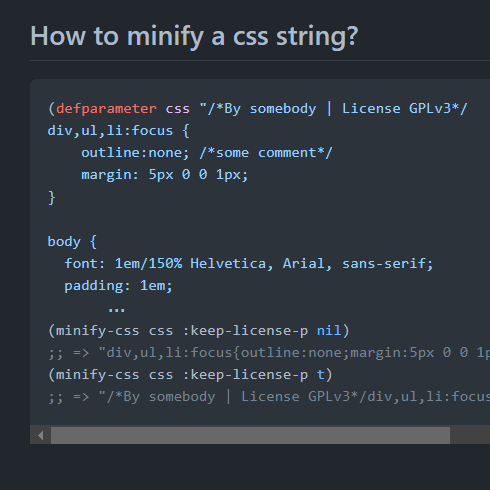 How to minify a css string?
(defparameter css "/*By somebody | License GPLv3*/
div,ul,li:focus {
    outline:none; /*some comment*/
    margin: 5px 0 0 1px;
}
body {
  font: 1em/150% Helvetica, Arial, sans-serif;
  padding: 1em;
...
(minify-css css :keep-license-p nil)
;; => "div,ul,li:focus{outline:none;margin:5px 0 0 1p
(minify-css css :keep-license-p t)
;; => "/*By somebody | License GPLv3*/div,ul,li:focus